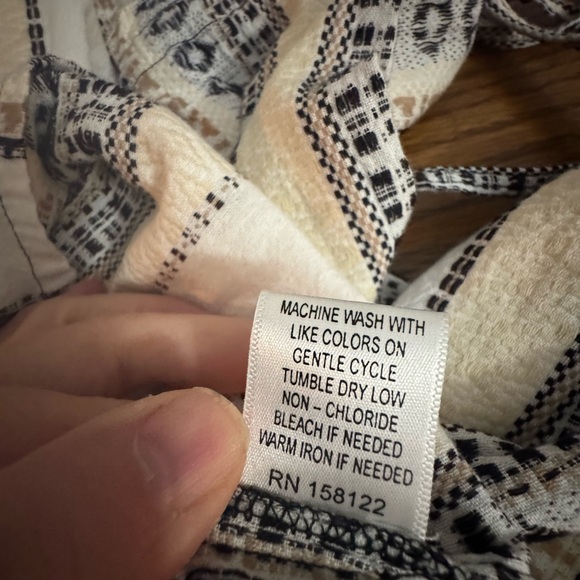 MACHINE WASH WITH
LIKE COLORS ON
GENTLE CYCLE
TUMBLE DRY LOW
NON – CHLORIDE
BLEACH IF NEEDED
WARM IRON IF NEEDED
RN 158122